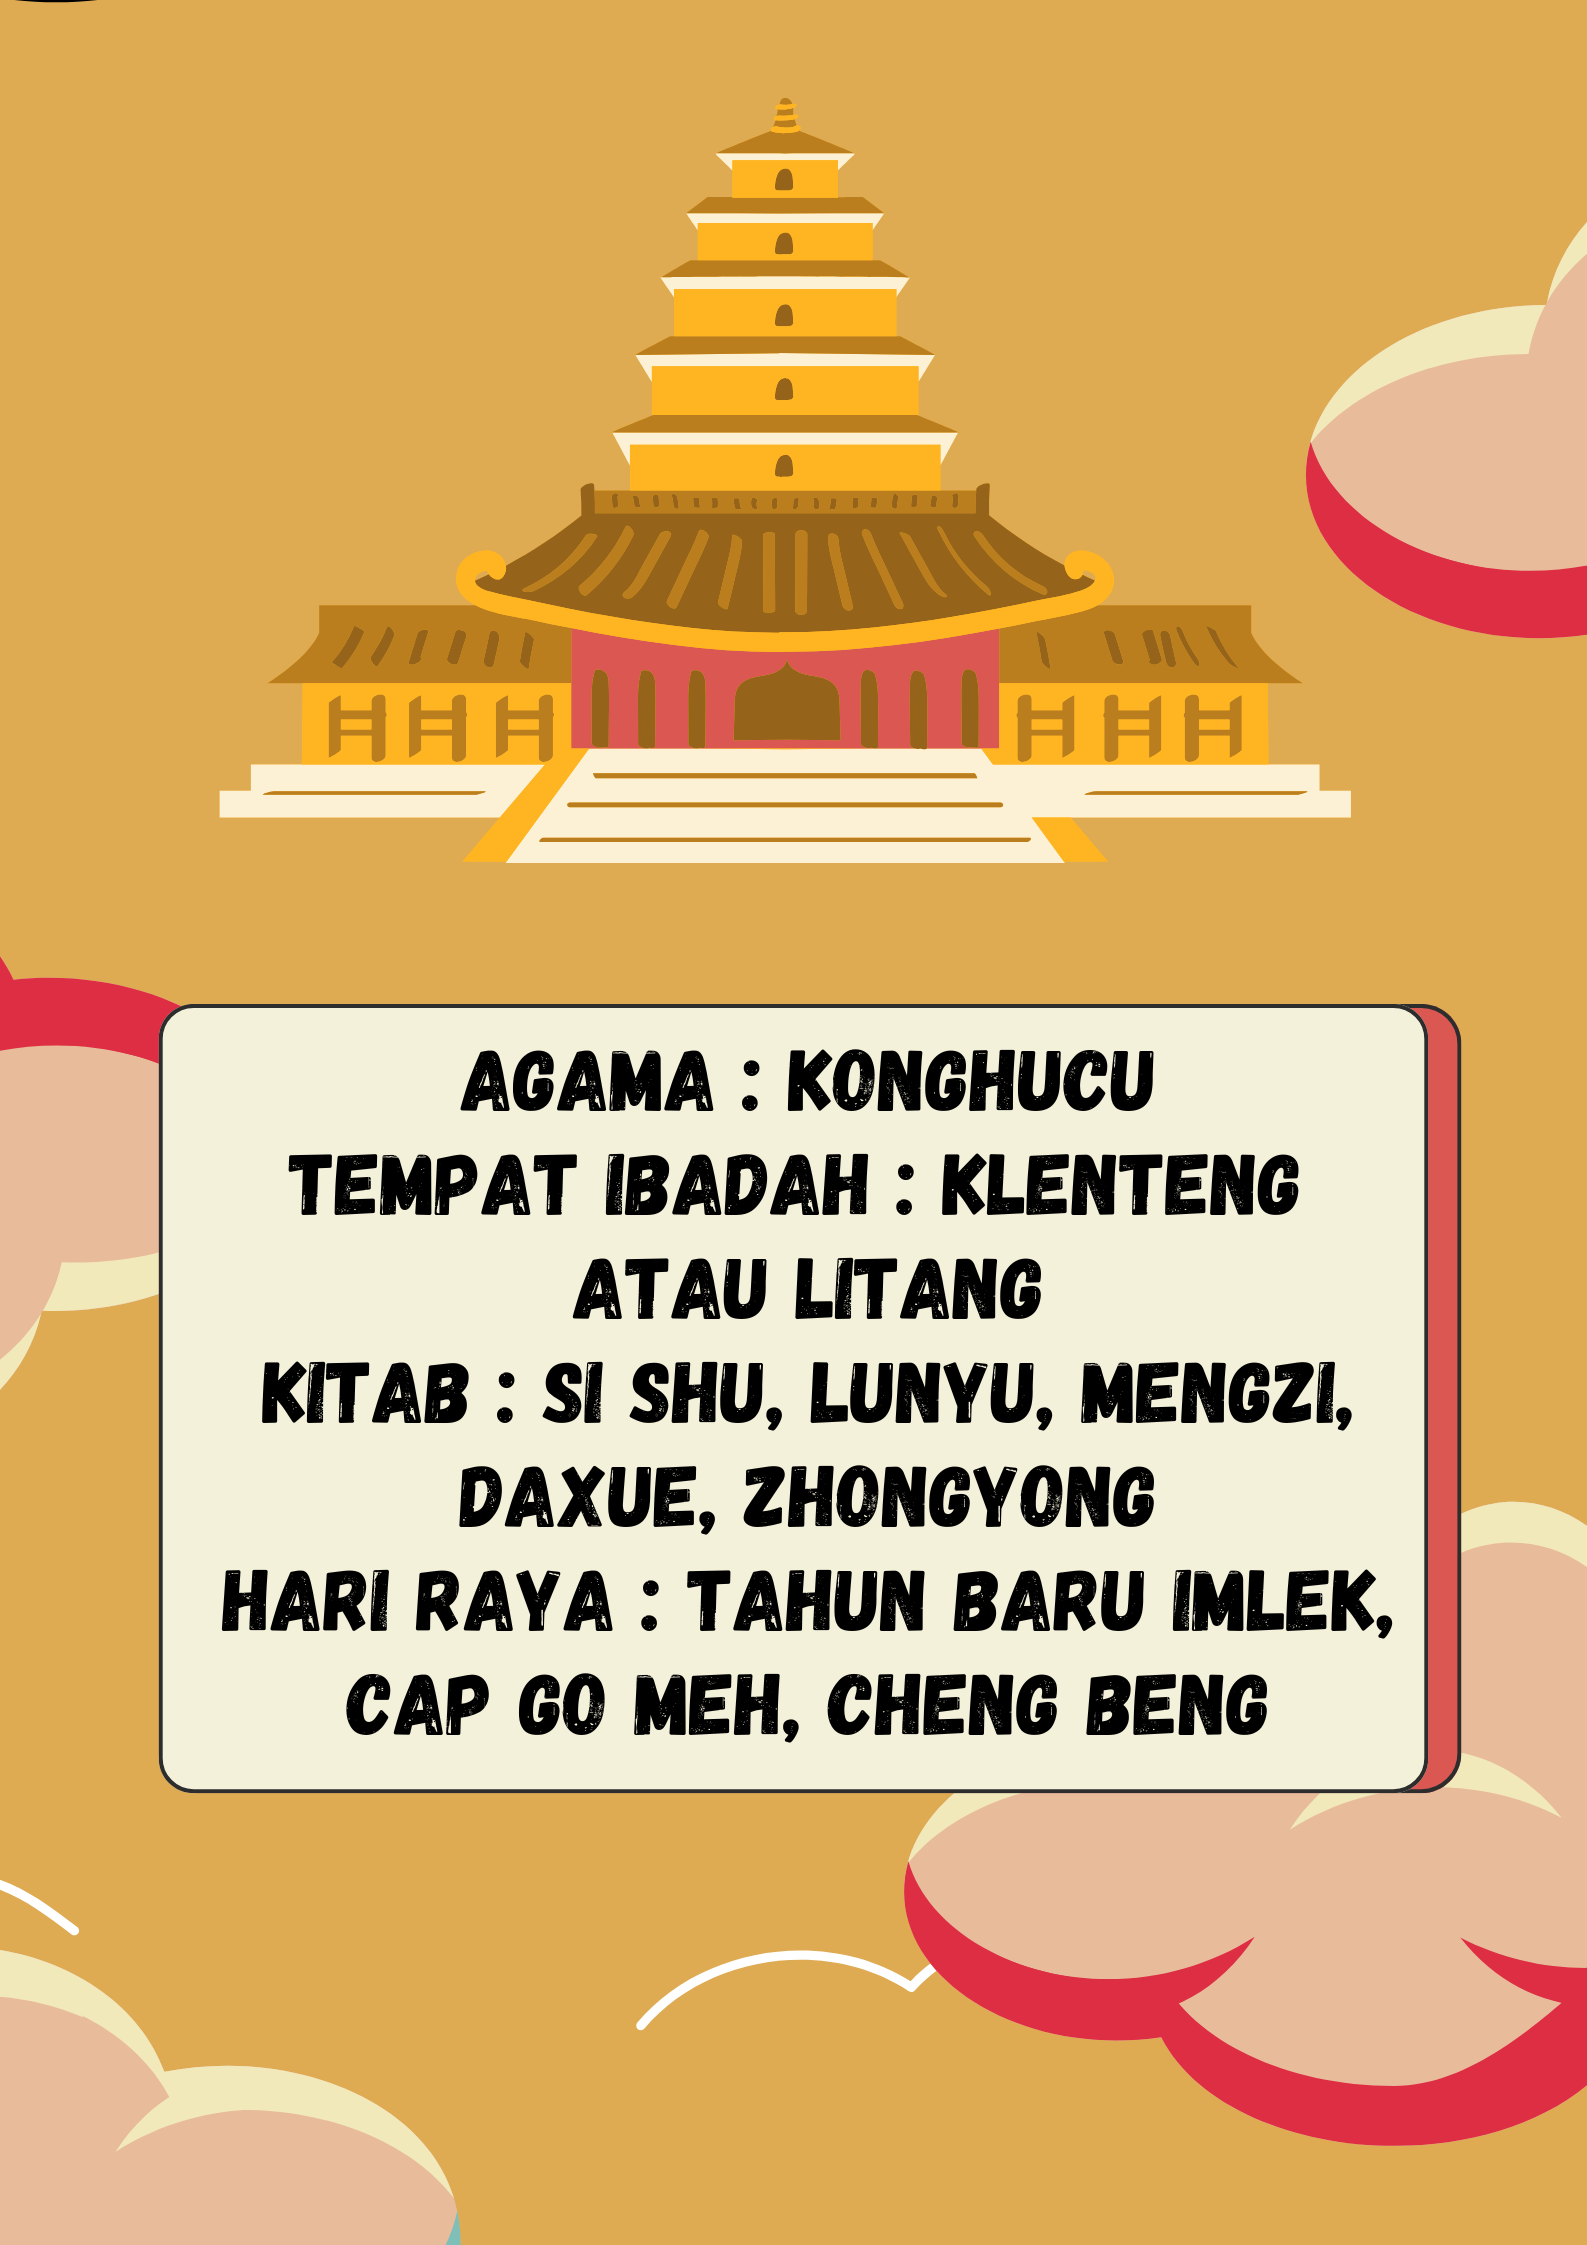 AGAMA : KONGHUCU
TEMPAT IBADAH : KLENTENG
ATAU LITANG
KITAB : SI SHU, LUNYU, MENGZI,
DAXUE, ZHONGYONG
HARI RAYA : TAHUN BARU IMLEK,
CAP GO MEH, CHENG BENG